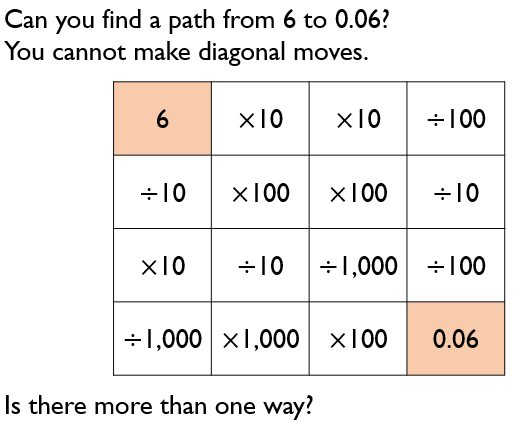 Can you find a path from 6 to 0.06?
You cannot make diagonal moves.
6 ×10 ×10 ÷100
÷10 ×100 ×100 ÷10
×10 ÷10 ÷1,000 ÷100
÷1,000 ×1,000 ×100 0.06
Is there more than one way?